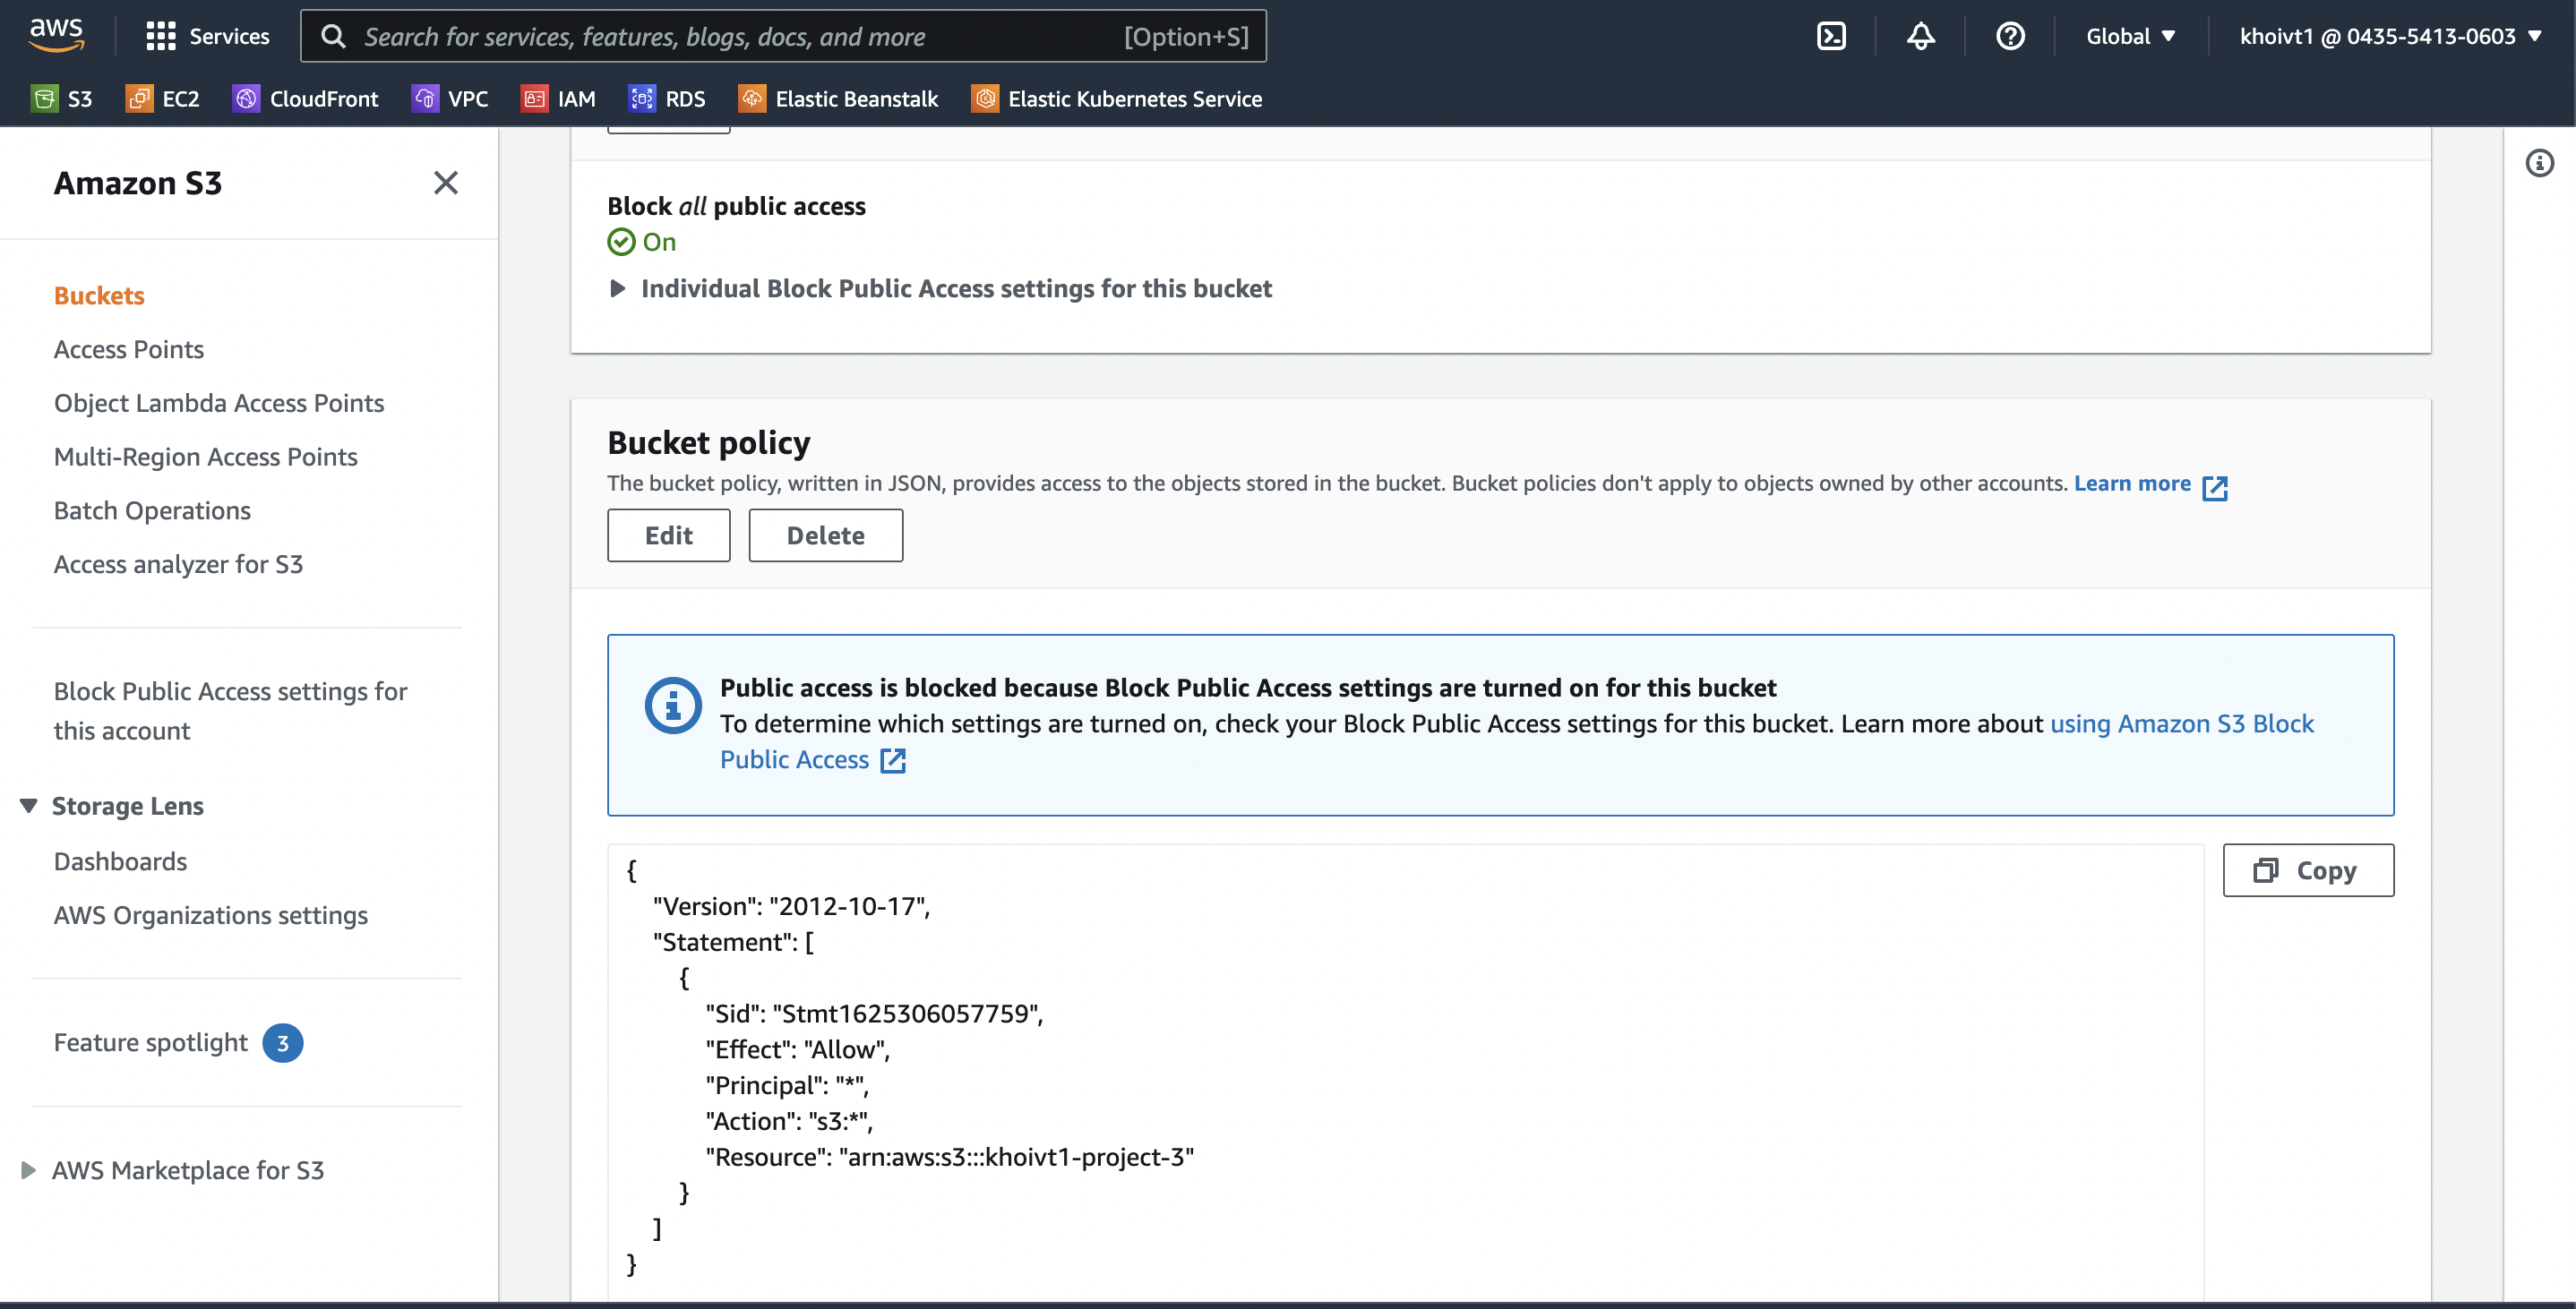 aws
Services
Search for services, features, blogs, docs, and more
[Option+S]
Global
khoivt1 @ 0435-5413-0603
S3
EC2
CloudFront
VPC
IAM
RDS
Elastic Beanstalk
Elastic Kubernetes Service
Amazon S3
Buckets
Access Points
Object Lambda Access Points
Multi-Region Access Points
Batch Operations
Access analyzer for S3
Block Public Access settings for
this account
Storage Lens
Dashboards
AWS Organizations settings
Feature spotlight 3
AWS Marketplace for S3
Block all public access
On
Individual Block Public Access settings for this bucket
Bucket policy
The bucket policy, written in JSON, provides access to the objects stored in the bucket. Bucket policies don't apply to objects owned by other accounts. Learn more
Edit
Delete
Public access is blocked because Block Public Access settings are turned on for this bucket
To determine which settings are turned on, check your Block Public Access settings for this bucket. Learn more about using Amazon S3 Block
Public Access
Copy
{
"Version": "2012-10-17",
"Statement": [
{
"Sid": "Stmt1625306057759",
"Effect": "Allow",
"Principal": "*",
"Action": "s3:*",
"Resource": "arn:aws:s3:::khoivt1-project-3"
}
]
}